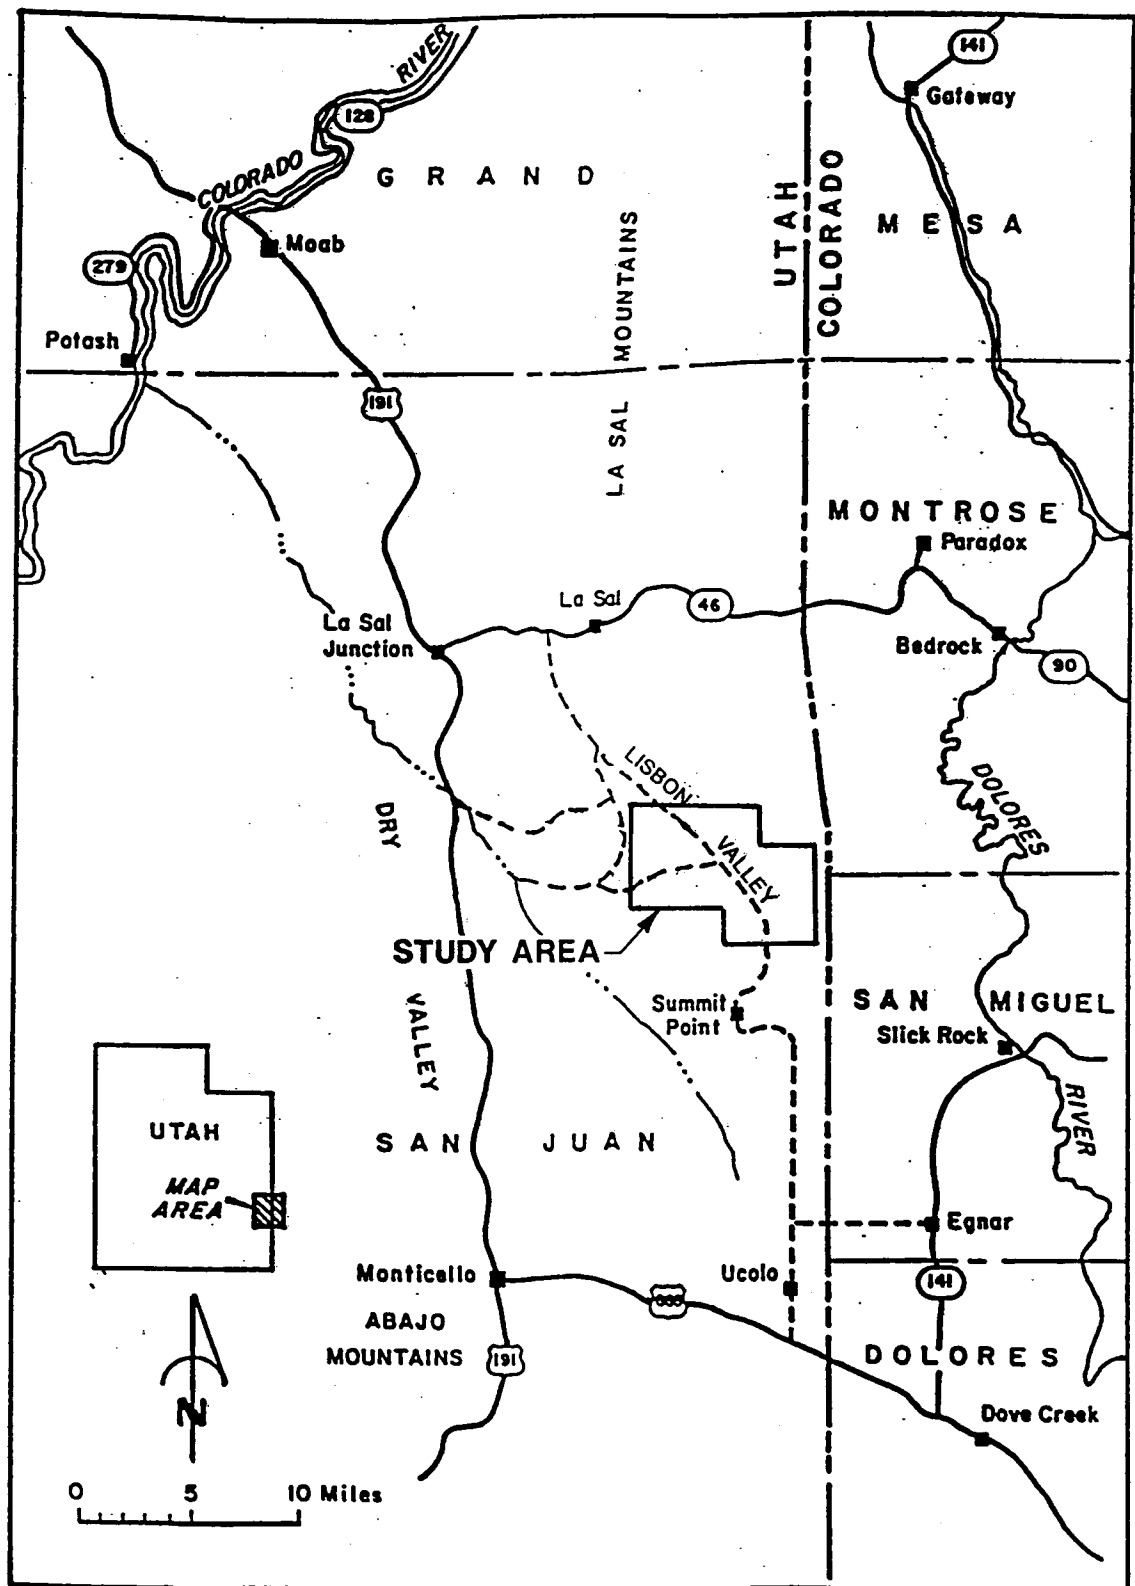 141
Gateway
RIVER
128
COLORADO
GRAND
UTAH
COLORADO
MESA
Moab
279
LA SAL MOUNTAINS
Potash
191
MONTROSE
Paradox
La Sal
46
La Sal
Junction
Bedrock
90
LISBON
VALLEY
DOLORES
DRY
STUDY AREA
VALLEY
Summit
Point
SAN MIGUEL
Slick Rock
RIVER
UTAH
MAP
AREA
SAN JUAN
Egnar
Monticello
Ucolo
141
ABAJO
MOUNTAINS
191
DOLORES
N
Dove Creek
0 5 10 Miles